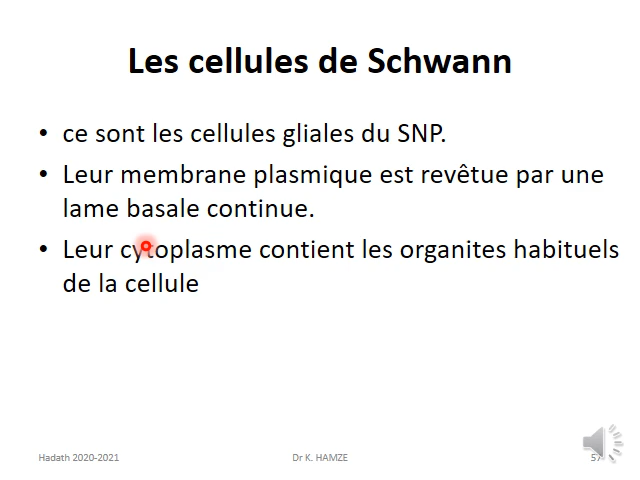 Les cellules de Schwann
• ce sont les cellules gliales du SNP.
• Leur membrane plasmique est revêtue par une
lame basale continue.
• Leur cytoplasme contient les organites habituels
de la cellule
Hadath 2020-2021
Dr K. HAMZE
57